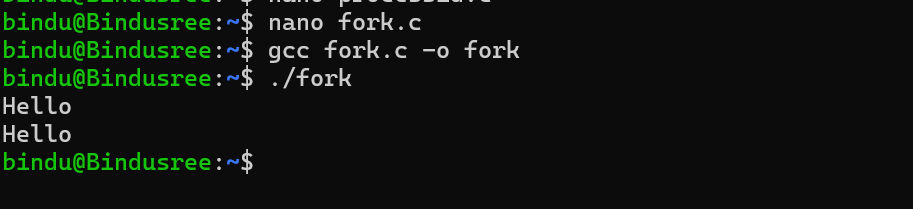 bindu@Bindusree:~$ nano fork.c
bindu@Bindusree:~$ gcc fork.c -o fork
bindu@Bindusree:~$ ./fork
Hello
Hello
bindu@Bindusree:~$